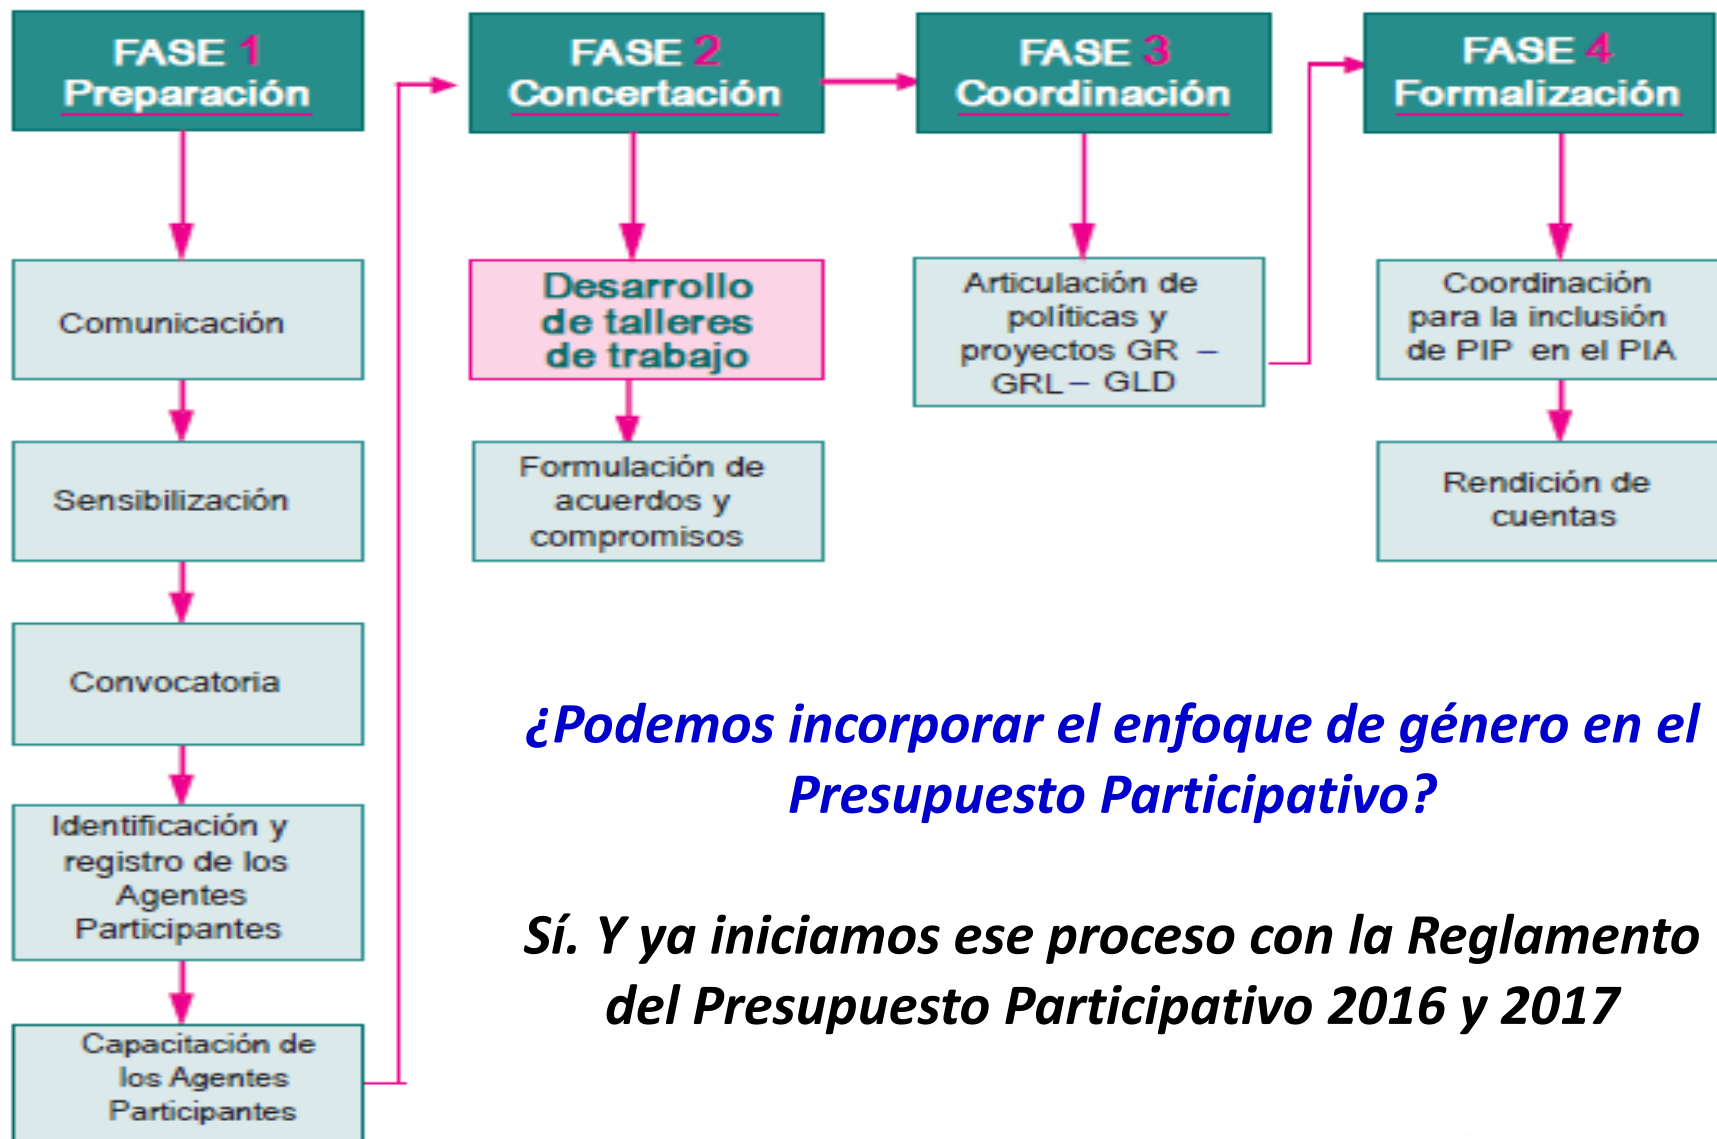 FASE 1
Preparación
Comunicación
Sensibilización
Convocatoria
Identificación y
registro de los
Agentes
Participantes
Capacitación de
los Agentes
Participantes
FASE 2
Concertación
Desarrollo
de talleres
de trabajo
Formulación de
acuerdos y
compromisos
FASE 3
Coordinación
Articulación de
políticas y
proyectos GR –
GRL – GLD
FASE 4
Formalización
Coordinación
para la inclusión
de PIP en el PIA
Rendición de
cuentas
¿Podemos incorporar el enfoque de género en el
Presupuesto Participativo?
Sí. Y ya iniciamos ese proceso con la Reglamento
del Presupuesto Participativo 2016 y 2017